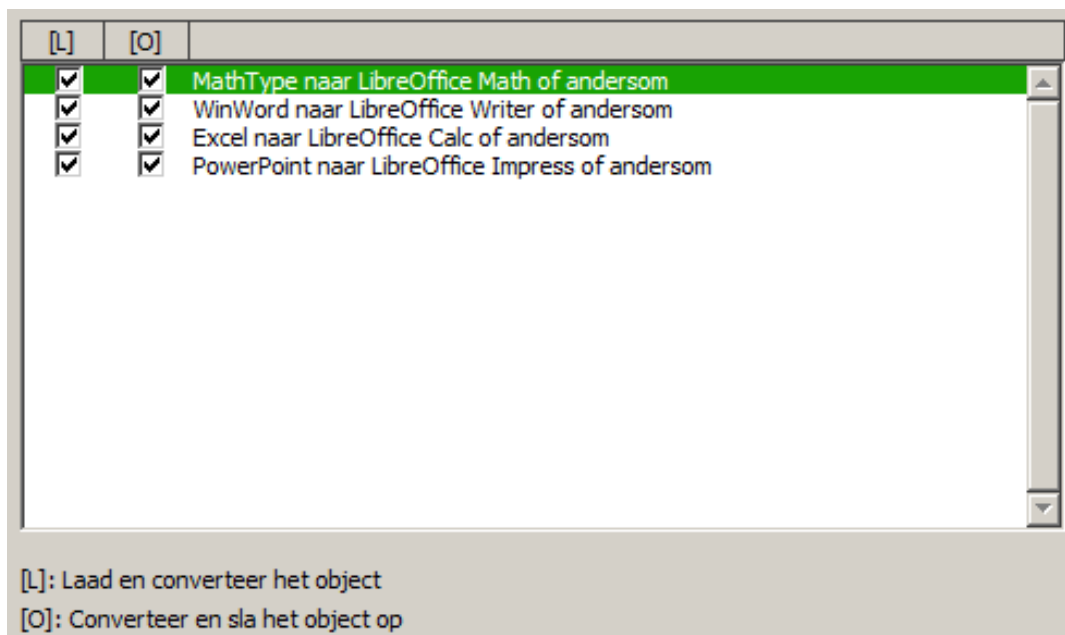 [L] [O]
MathType naar LibreOffice Math of andersom
WinWord naar LibreOffice Writer of andersom
Excel naar LibreOffice Calc of andersom
PowerPoint naar LibreOffice Impress of andersom
[L]: Laad en converteer het object
[O]: Converteer en sla het object op